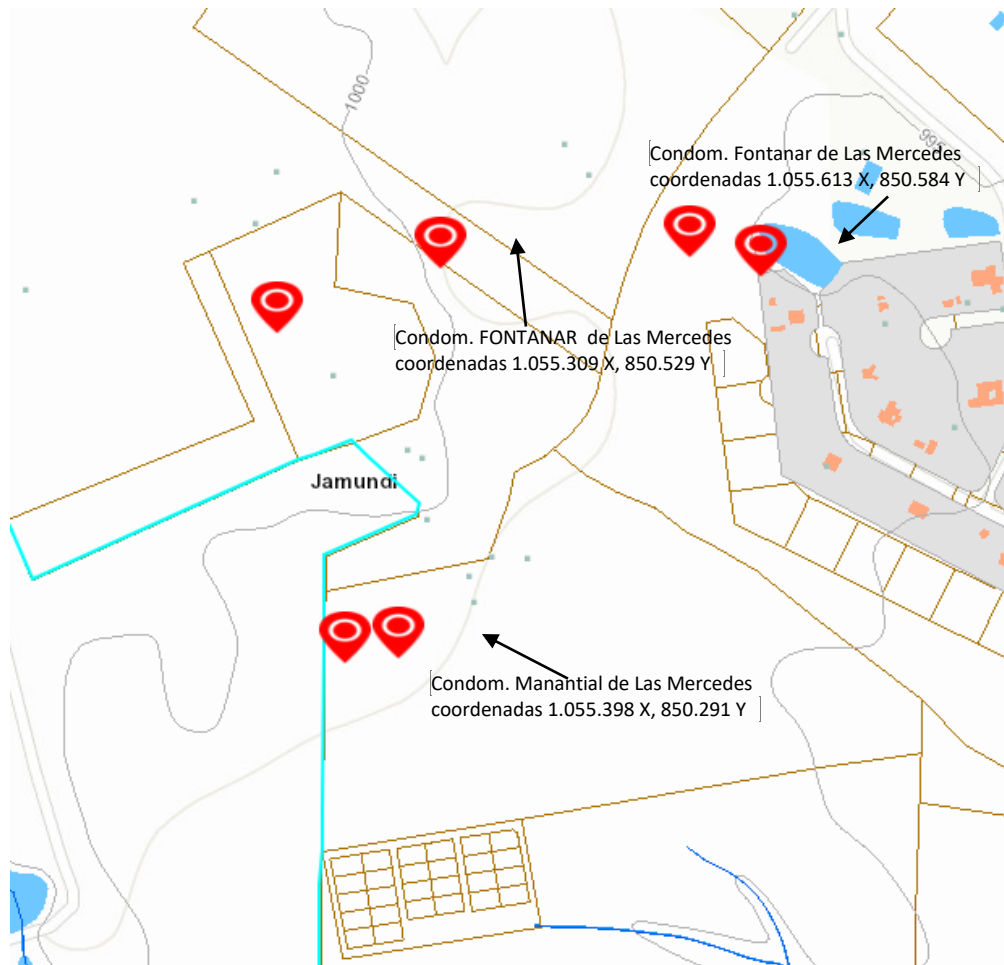 1000
995
Condom. Fontanar de Las Mercedes
coordenadas 1.055.613 X, 850.584 Y
Condom. FONTANAR de Las Mercedes
coordenadas 1.055.309 X, 850.529 Y
Jamundi
Condom. Manantial de Las Mercedes
coordenadas 1.055.398 X, 850.291 Y